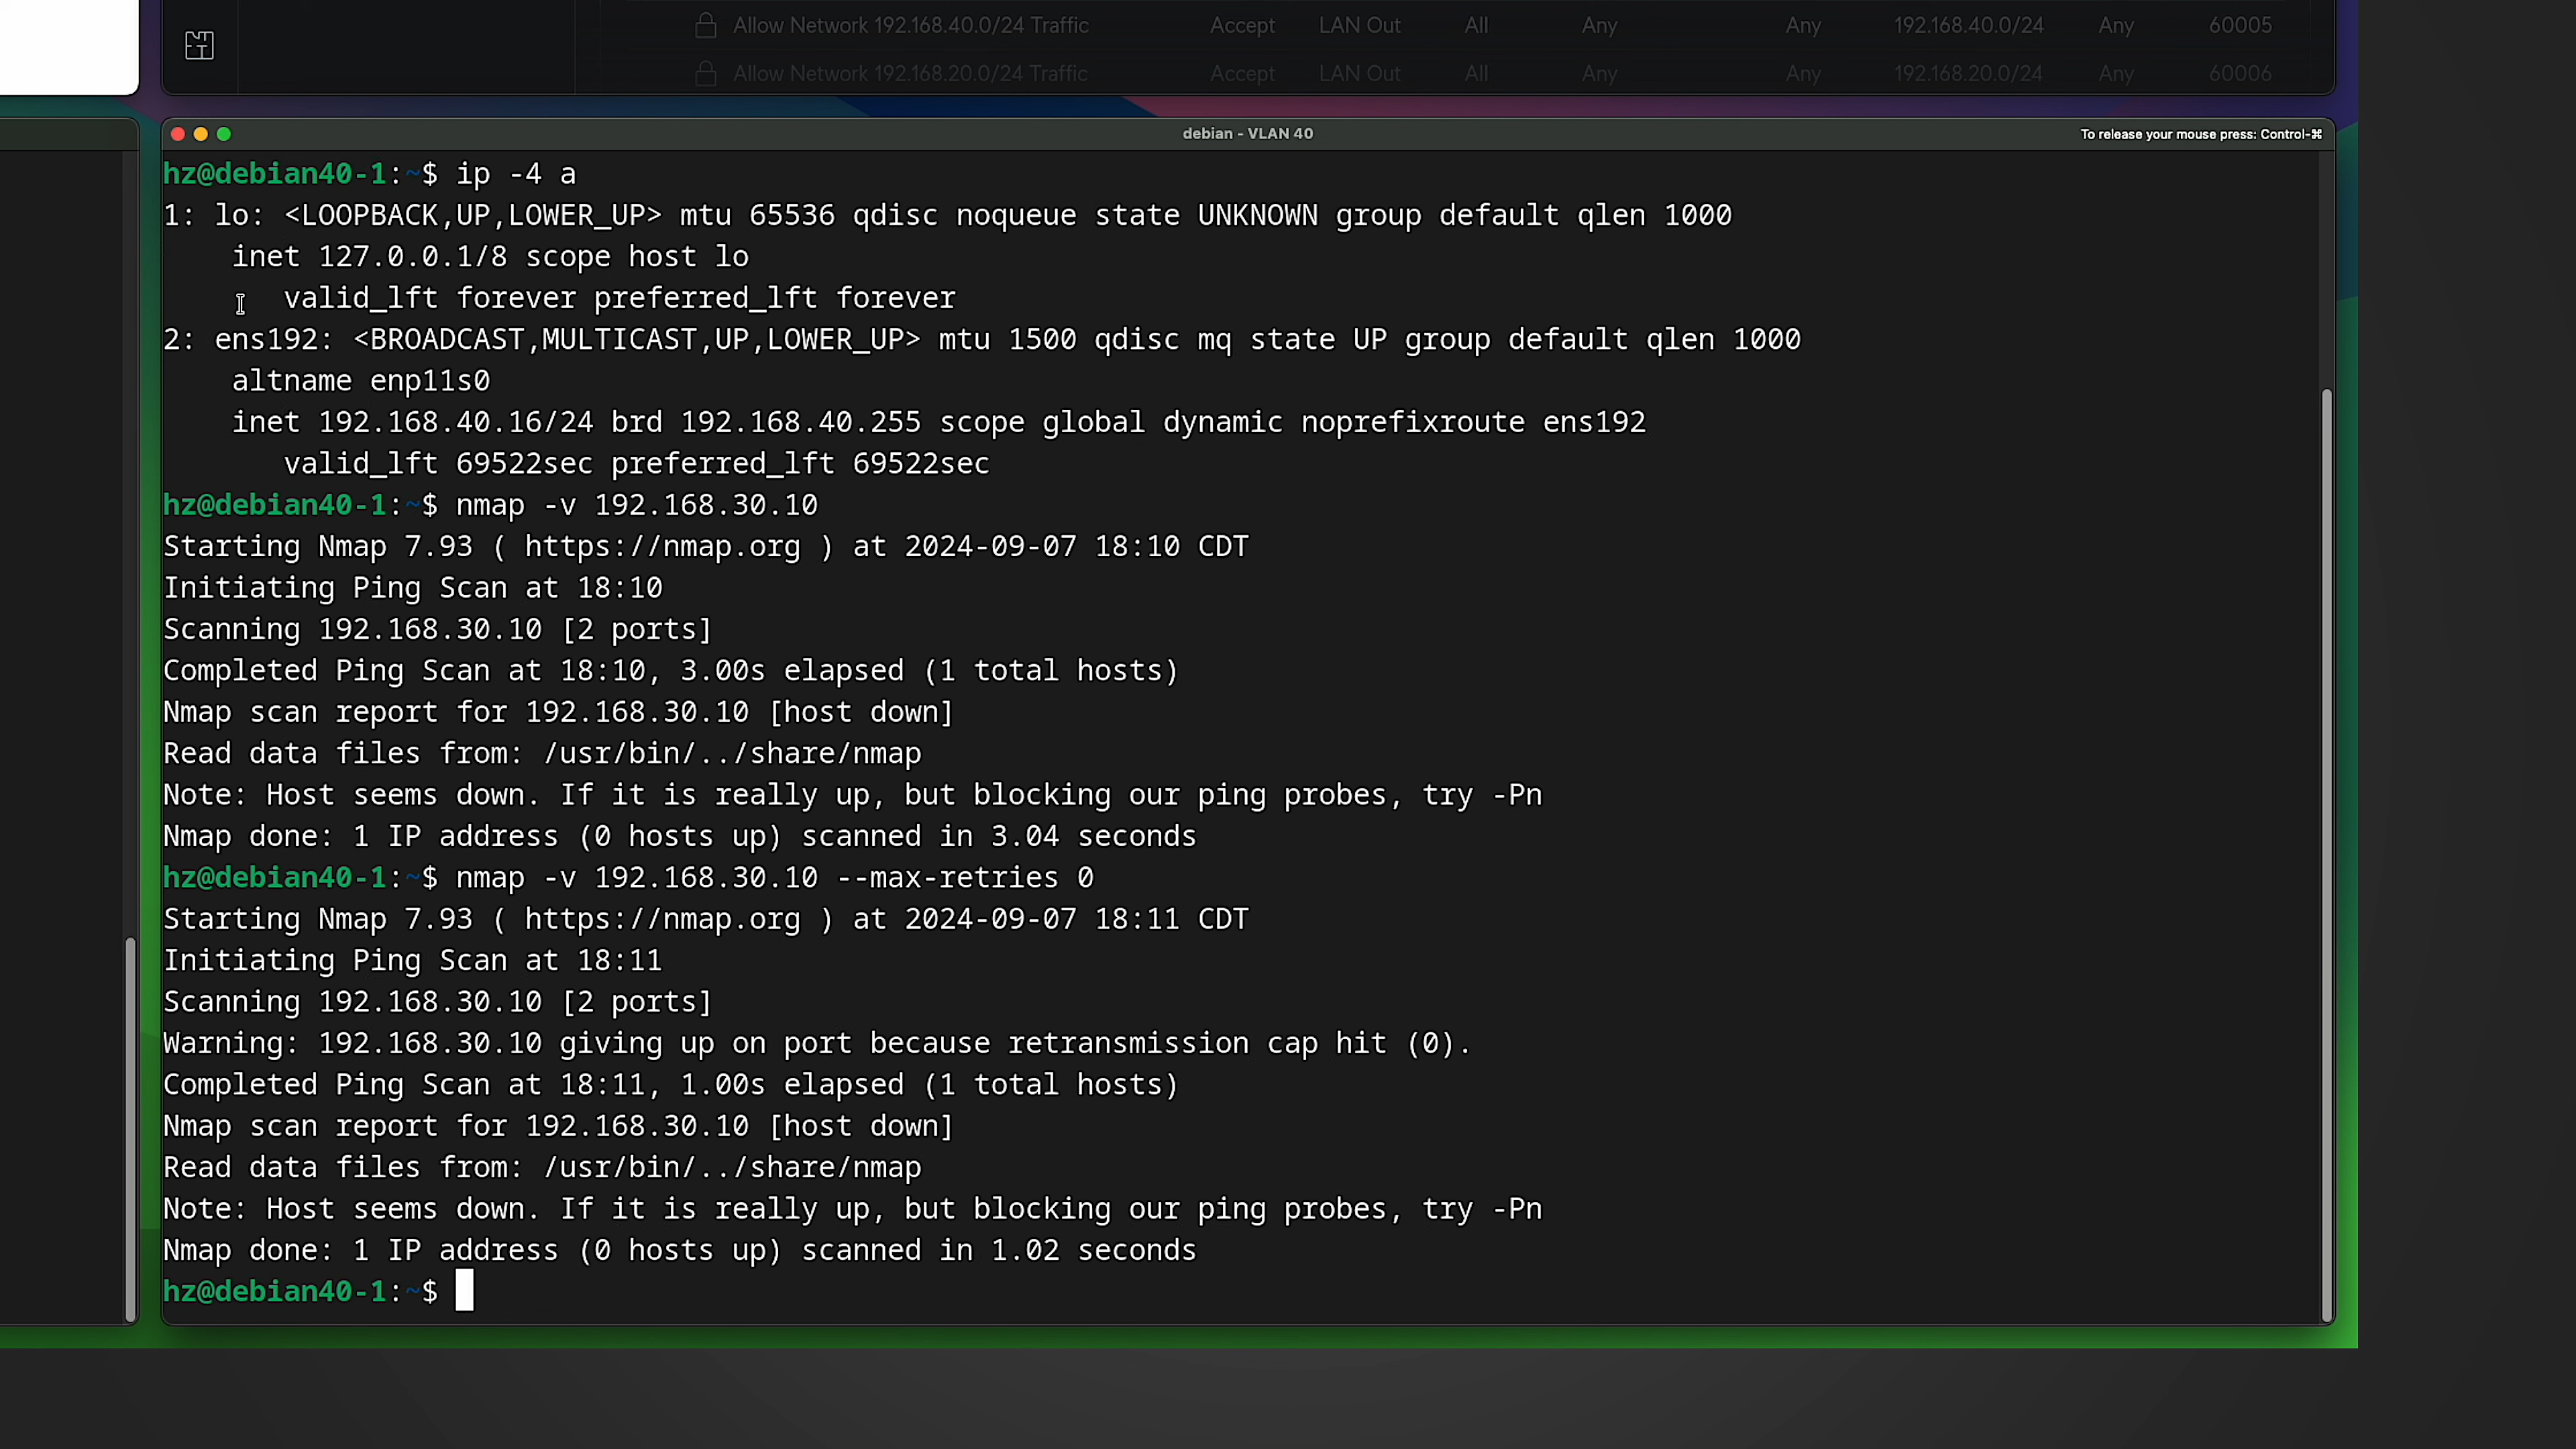 Allow Network 192.168.40.0/24 Traffic Accept LAN Out All Any Any 192.168.40.0/24 Any 60005
Allow Network 192.168.20.0/24 Traffic Accept LAN Out All Any Any 192.168.20.0/24 Any 60006
debian - VLAN 40 To release your mouse press: Control-⌘
hz@debian40-1:~$ ip -4 a
1: lo: <LOOPBACK,UP,LOWER_UP> mtu 65536 qdisc noqueue state UNKNOWN group default qlen 1000
    inet 127.0.0.1/8 scope host lo
       valid_lft forever preferred_lft forever
2: ens192: <BROADCAST,MULTICAST,UP,LOWER_UP> mtu 1500 qdisc mq state UP group default qlen 1000
    altname enp11s0
    inet 192.168.40.16/24 brd 192.168.40.255 scope global dynamic noprefixroute ens192
       valid_lft 69522sec preferred_lft 69522sec
hz@debian40-1:~$ nmap -v 192.168.30.10
Starting Nmap 7.93 ( https://nmap.org ) at 2024-09-07 18:10 CDT
Initiating Ping Scan at 18:10
Scanning 192.168.30.10 [2 ports]
Completed Ping Scan at 18:10, 3.00s elapsed (1 total hosts)
Nmap scan report for 192.168.30.10 [host down]
Read data files from: /usr/bin/../share/nmap
Note: Host seems down. If it is really up, but blocking our ping probes, try -Pn
Nmap done: 1 IP address (0 hosts up) scanned in 3.04 seconds
hz@debian40-1:~$ nmap -v 192.168.30.10 --max-retries 0
Starting Nmap 7.93 ( https://nmap.org ) at 2024-09-07 18:11 CDT
Initiating Ping Scan at 18:11
Scanning 192.168.30.10 [2 ports]
Warning: 192.168.30.10 giving up on port because retransmission cap hit (0).
Completed Ping Scan at 18:11, 1.00s elapsed (1 total hosts)
Nmap scan report for 192.168.30.10 [host down]
Read data files from: /usr/bin/../share/nmap
Note: Host seems down. If it is really up, but blocking our ping probes, try -Pn
Nmap done: 1 IP address (0 hosts up) scanned in 1.02 seconds
hz@debian40-1:~$